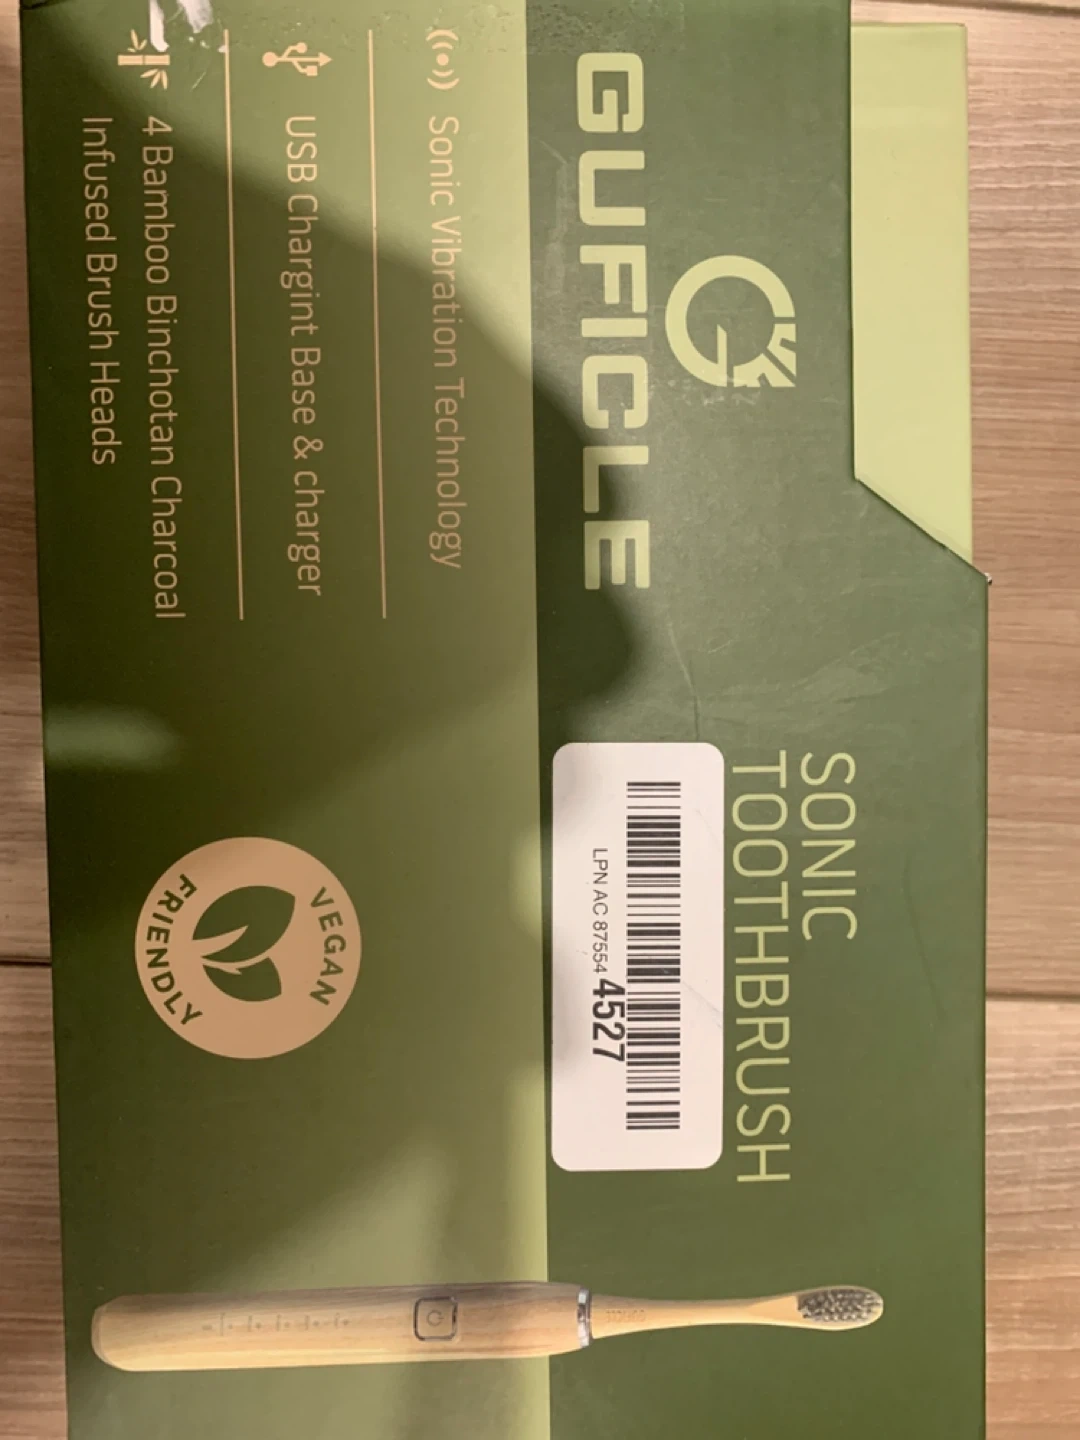 GUFICLE
SONIC
TOOTHBRUSH
LPN AC 87554 4527
Sonic Vibration Technology
USB Chargint Base & charger
4 Bamboo Binchotan Charcoal
Infused Brush Heads
VEGAN
FRIENDLY